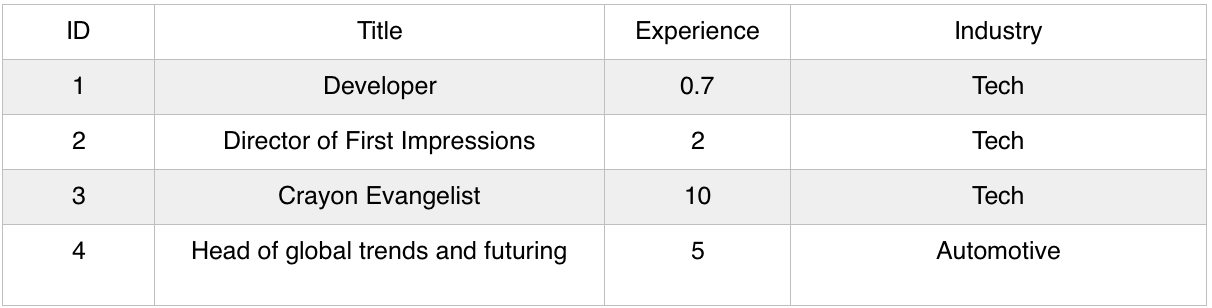 ID Title Experience Industry
1 Developer 0.7 Tech
2 Director of First Impressions 2 Tech
3 Crayon Evangelist 10 Tech
4 Head of global trends and futuring 5 Automotive